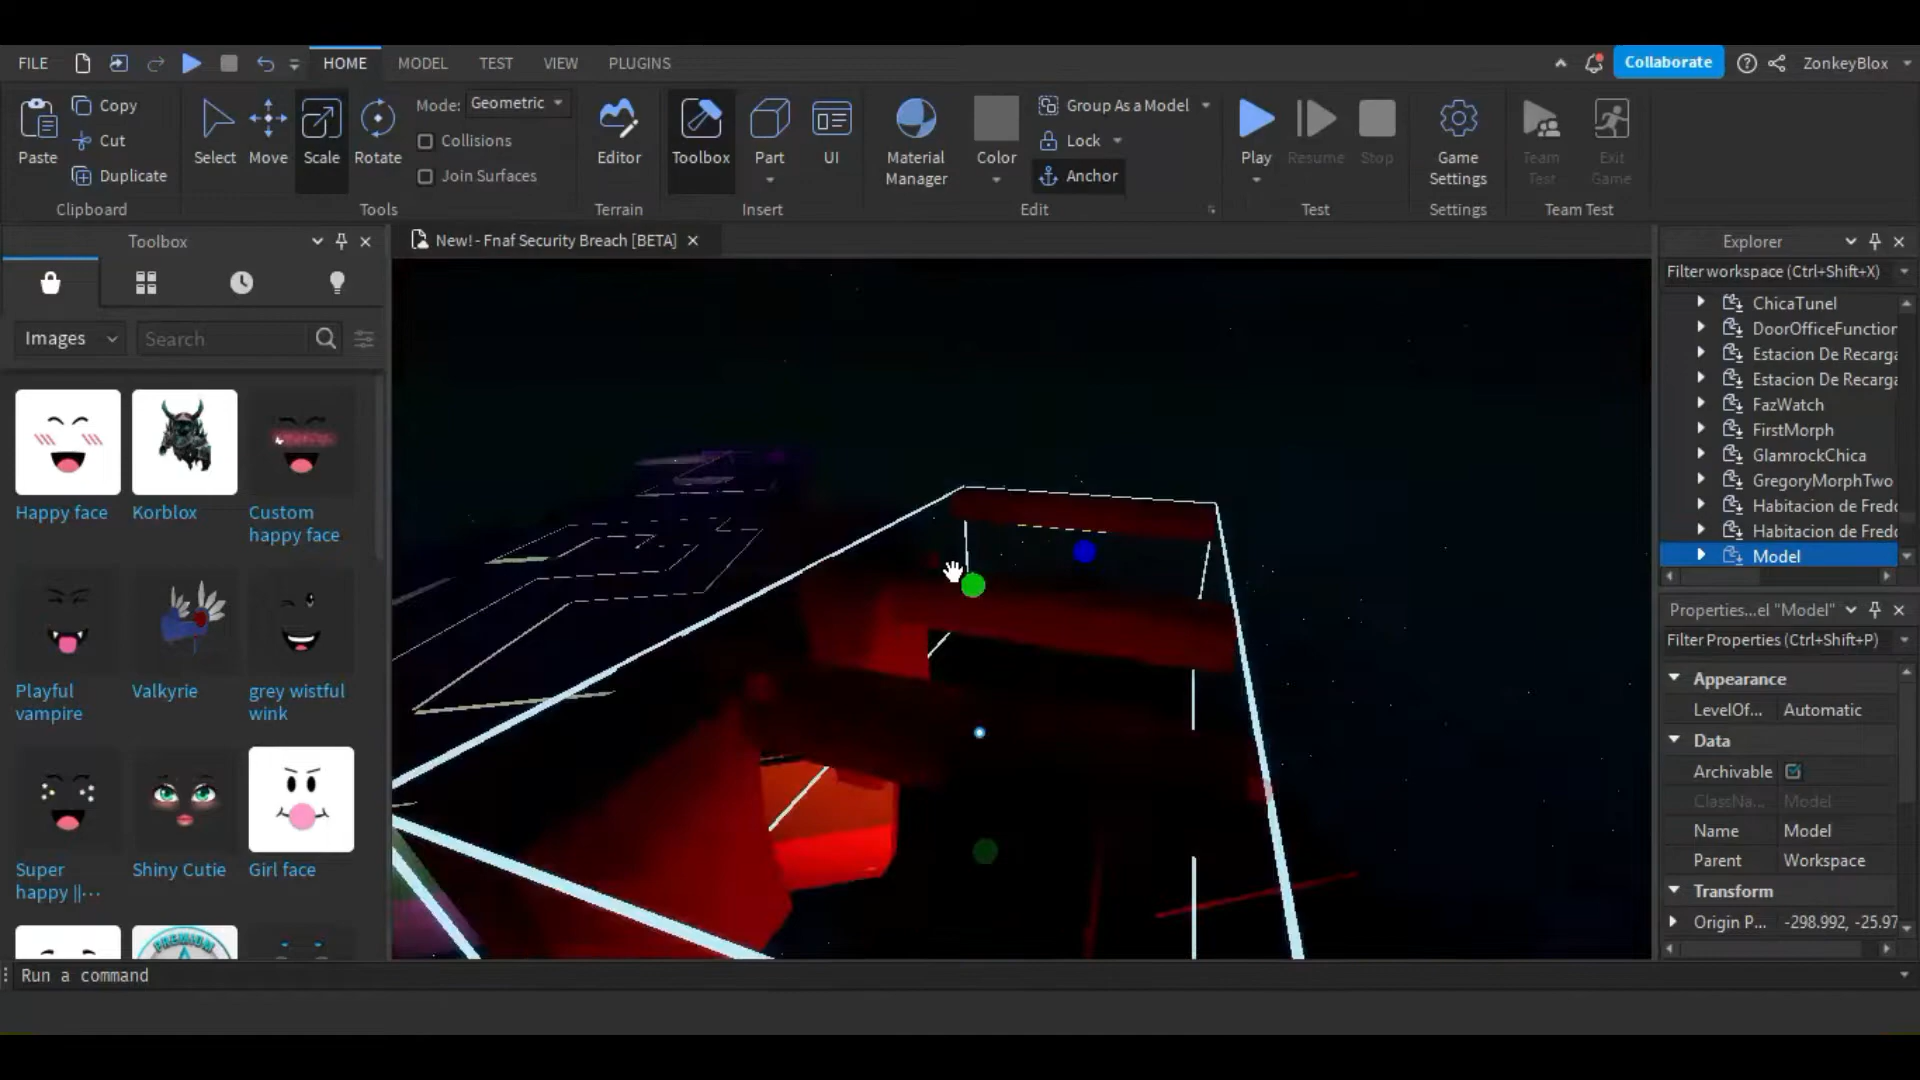 FILE
HOME
MODEL
TEST
VIEW
PLUGINS
Collaborate
ZonkeyBlox
Paste
Copy
Cut
Duplicate
Clipboard
Select
Move
Scale
Rotate
Mode: Geometric
Collisions
Join Surfaces
Tools
Editor
Terrain
Toolbox
Part
UI
Insert
Material
Manager
Color
Group As a Model
Lock
Anchor
Edit
Play
Resume
Stop
Test
Game
Settings
Settings
Team
Test
Exit
Game
Team Test
Toolbox
New! - Fnaf Security Breach [BETA]
Explorer
Images
Search
Happy face
Korblox
Custom
happy face
Playful
vampire
Valkyrie
grey wistful
wink
Super
happy ||-···
Shiny Cutie
Girl face
PREMIUM
Filter workspace (Ctrl+Shift+X)
ChicaTunel
DoorOfficeFunction
Estacion De Recarga
Estacion De Recarga
FazWatch
FirstMorph
GlamrockChica
GregoryMorphTwo
Habitacion de Fredd
Habitacion de Fredd
Model
Properties...el "Model"
Filter Properties (Ctrl+Shift+P)
Appearance
LevelOf... Automatic
Data
Archivable
ClassNa... Model
Name Model
Parent Workspace
Transform
Origin P... -298.992, -25.97
Run a command